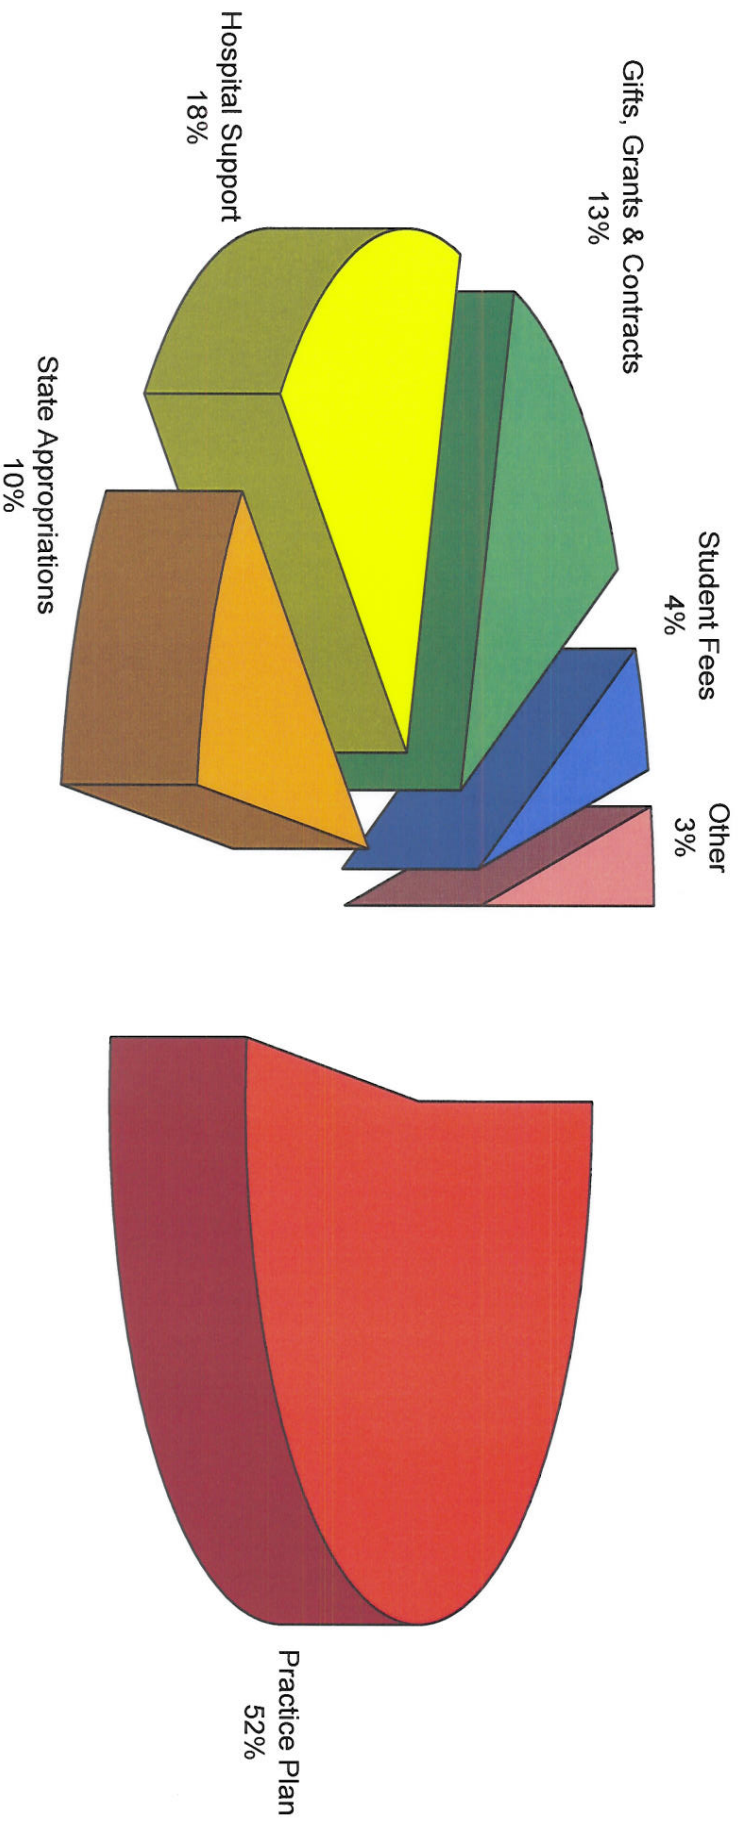 Other
3%
Student Fees
4%
Gifts, Grants & Contracts
13%
Hospital Support
18%
State Appropriations
10%
Practice Plan
52%